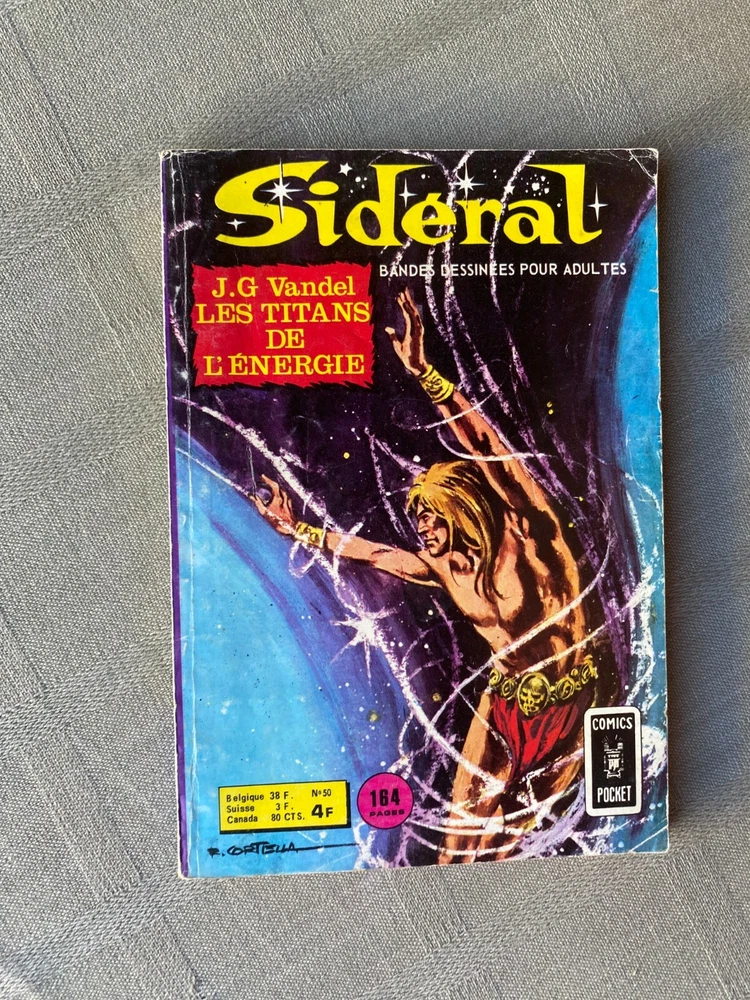 Sidéral
BANDES DESSINÉES POUR ADULTES
J.G Vandel
LES TITANS
DE
L'ÉNERGIE
COMICS
POCKET
Belgique 38 F. N°50
Suisse 3 F.
Canada 80 CTS. 4F
164
PAGES
R. CORTIELLA